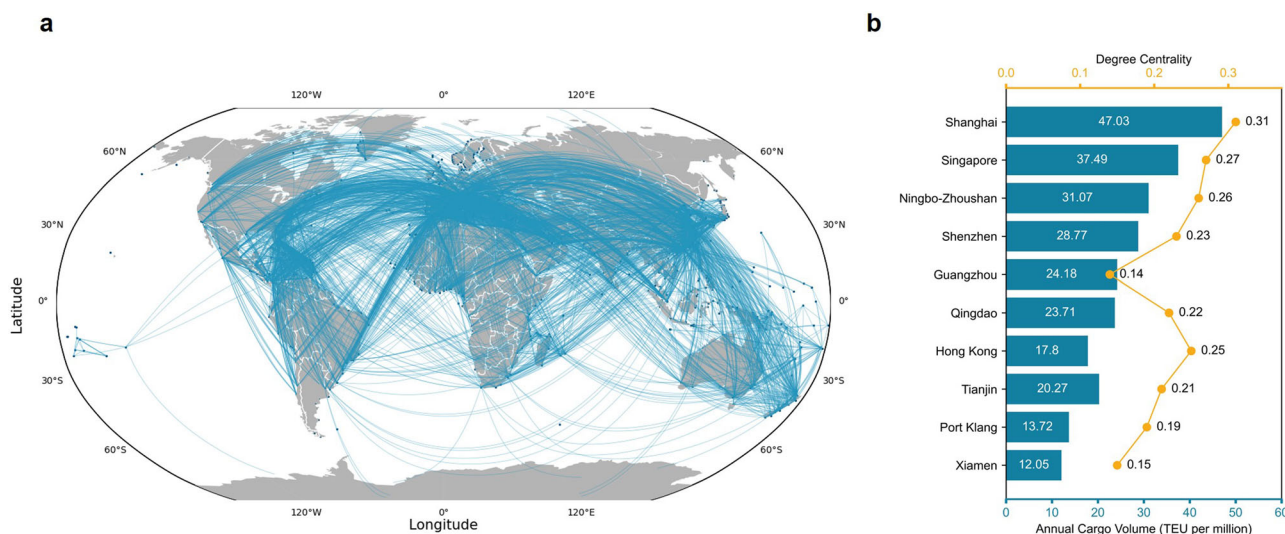 a
120°W 0° 120°E
60°N 60°N
30°N 30°N
Latitude
0° 0°
30°S 30°S
60°S 60°S
120°W 0° 120°E
Longitude
b
Degree Centrality
0.0 0.1 0.2 0.3
Shanghai 47.03 0.31
Singapore 37.49 0.27
Ningbo-Zhoushan 31.07 0.26
Shenzhen 28.77 0.23
Guangzhou 24.18 0.14
Qingdao 23.71 0.22
Hong Kong 17.8 0.25
Tianjin 20.27 0.21
Port Klang 13.72 0.19
Xiamen 12.05 0.15
0 10 20 30 40 50 60
Annual Cargo Volume (TEU per million)